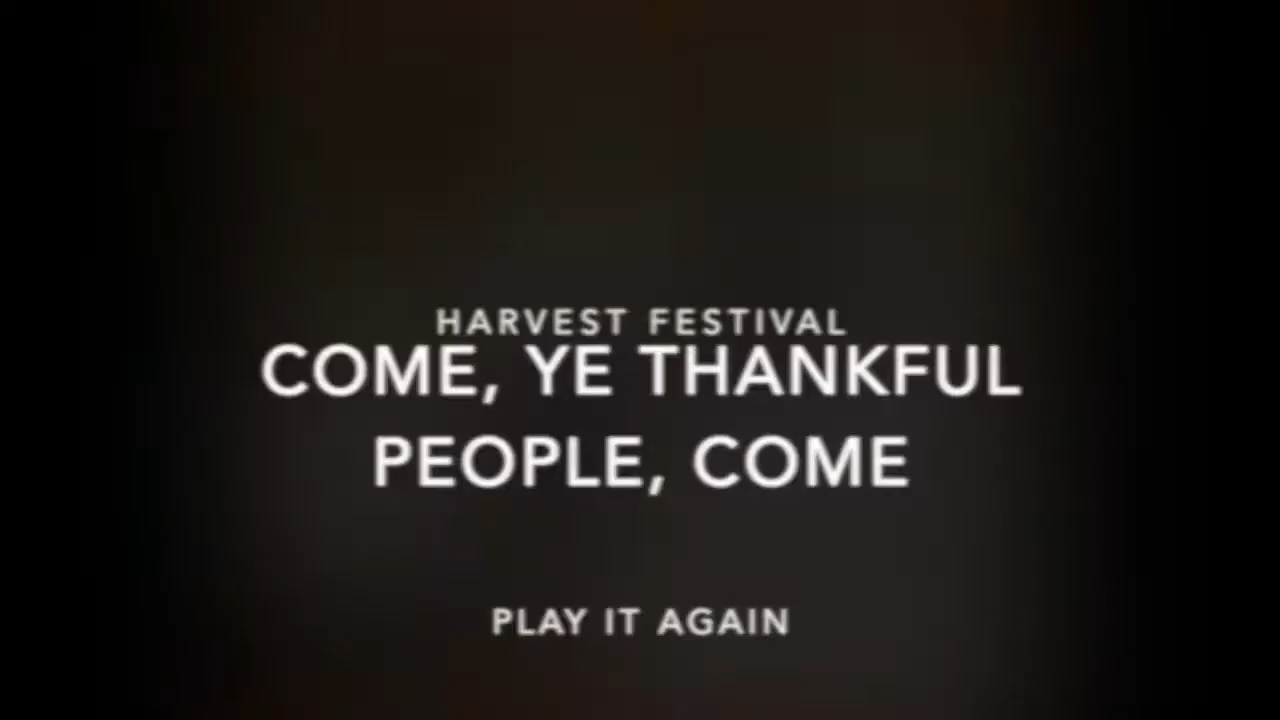 HARVEST FESTIVAL
COME, YE THANKFUL
PEOPLE, COME
PLAY IT AGAIN